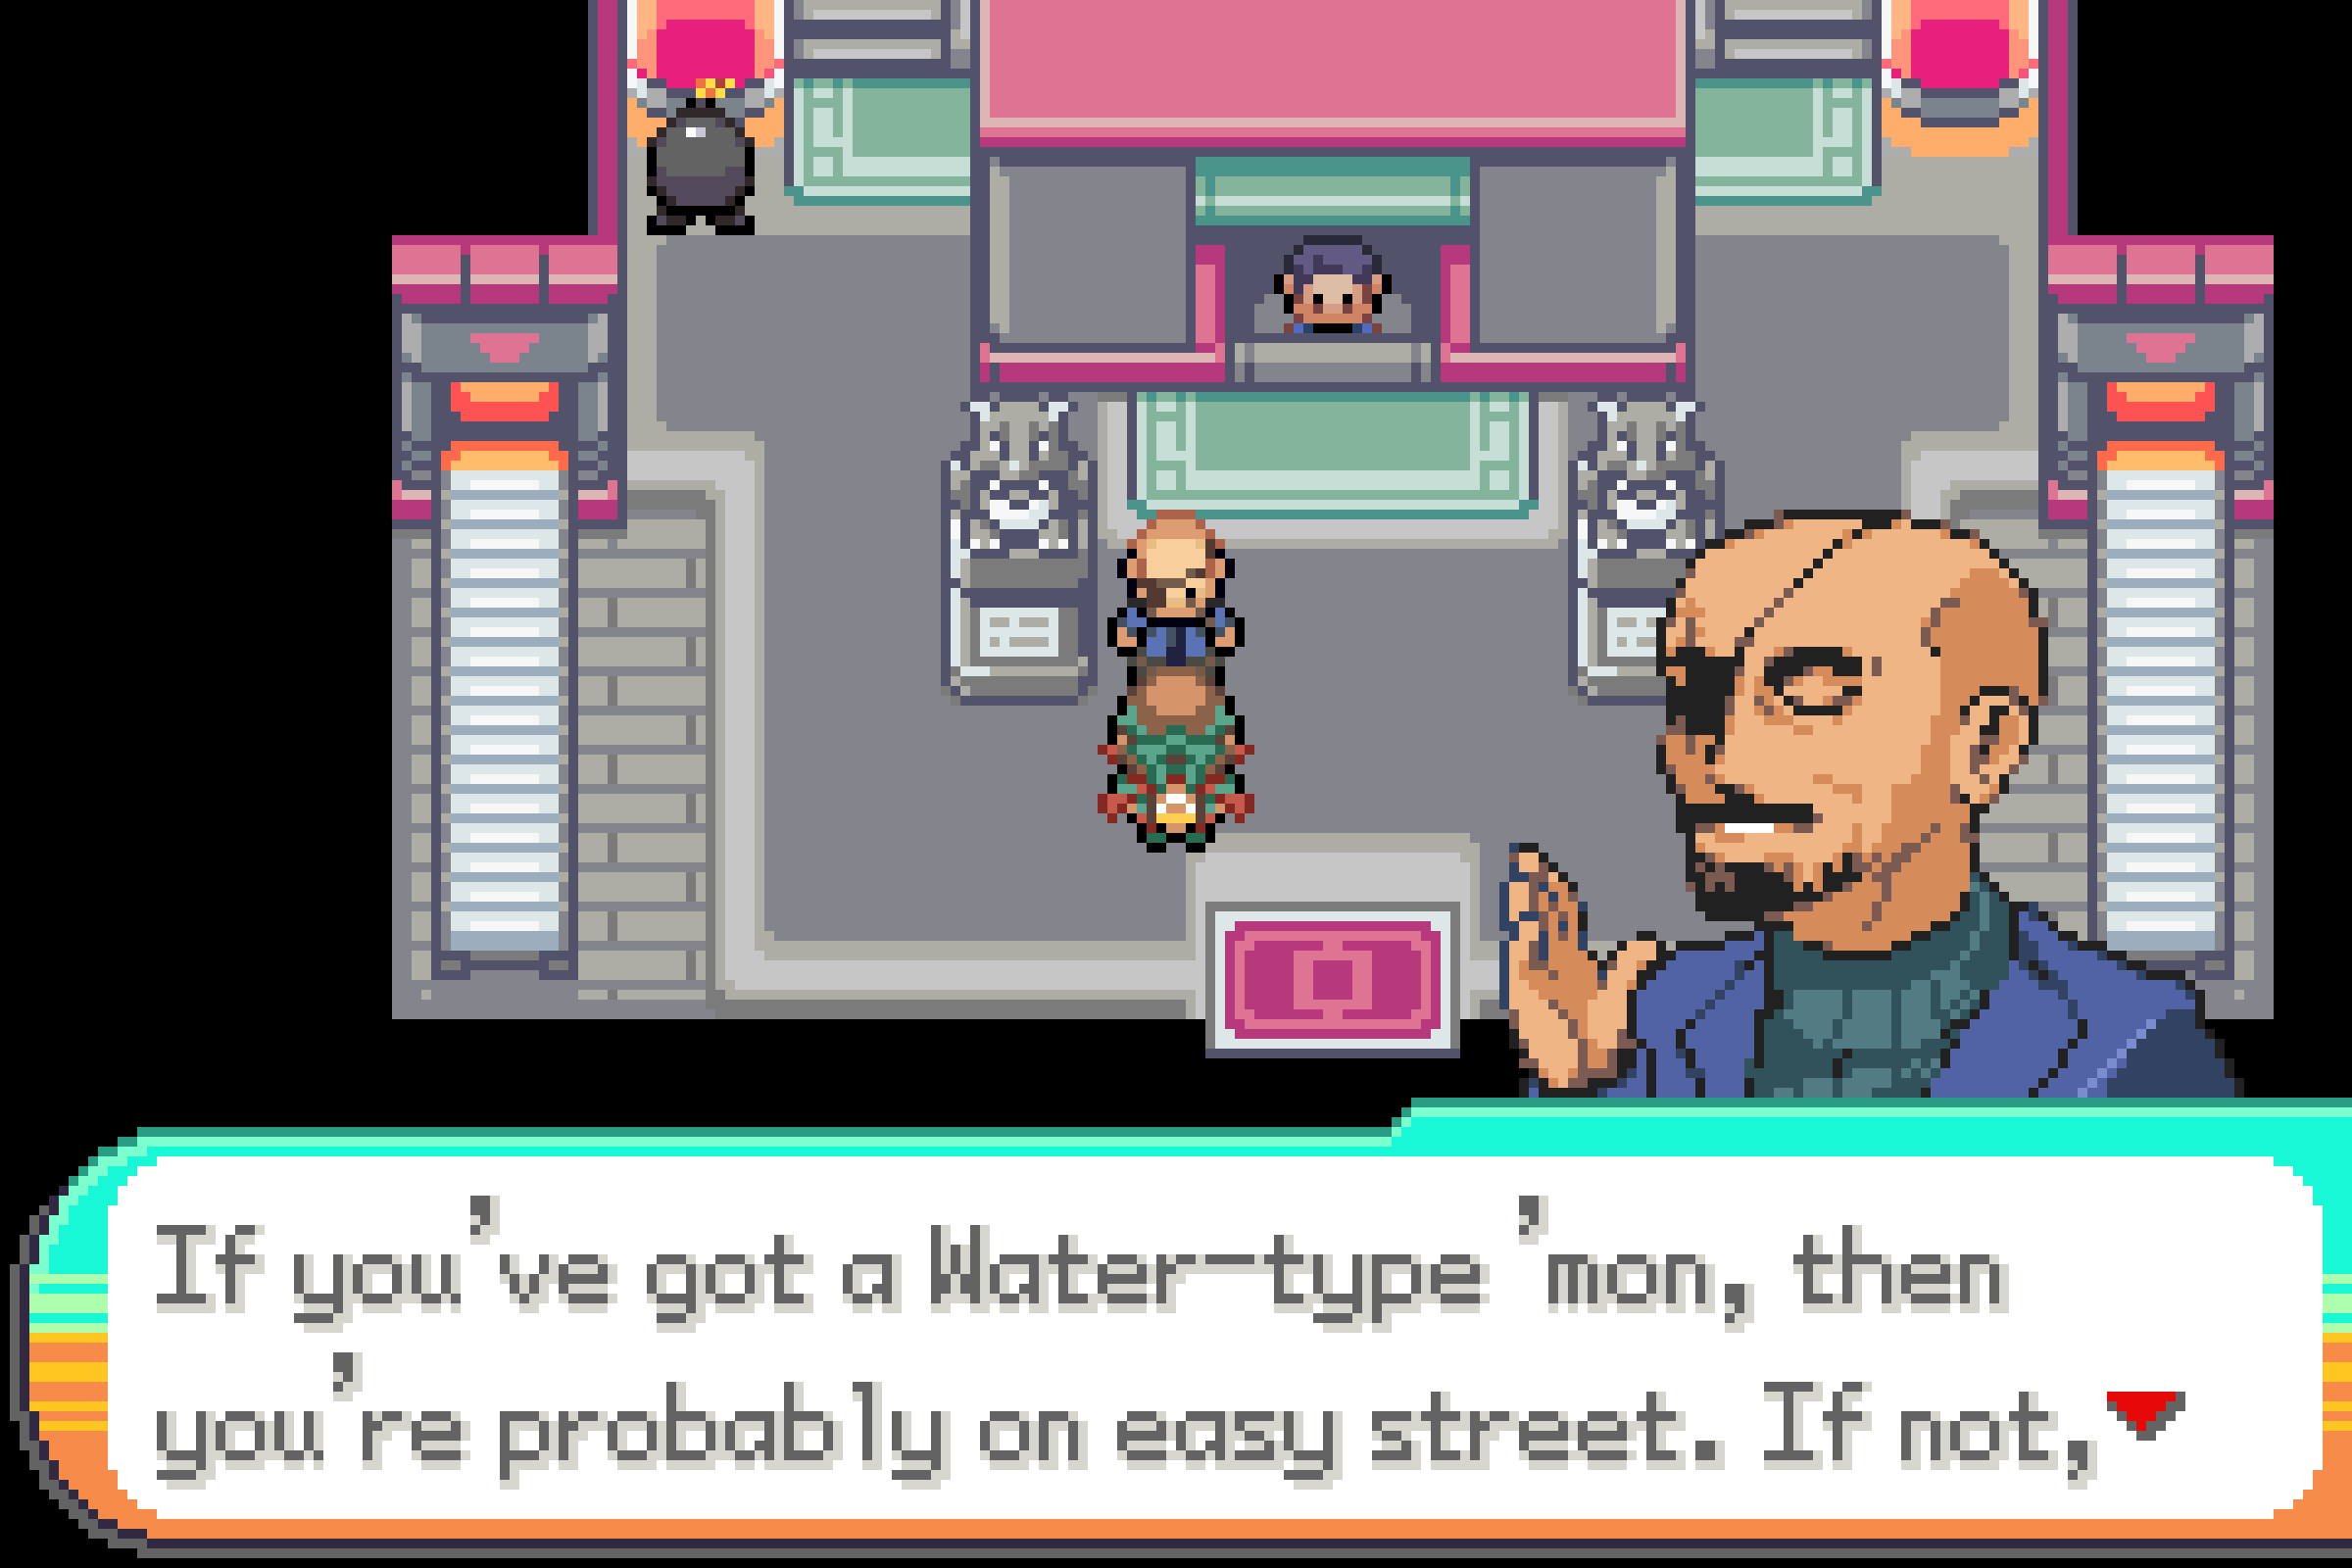 If you've got a Water-type 'mon, then
you're probably on easy street. If not,